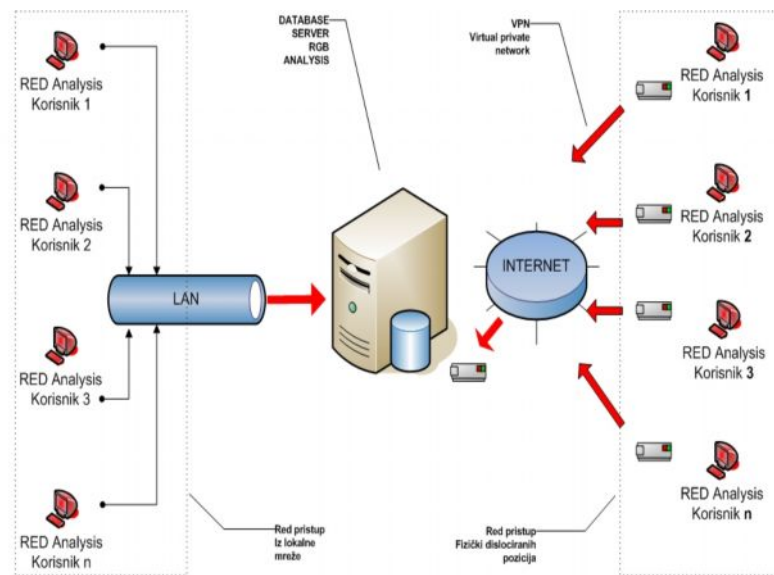 DATABASE
SERVER
RGB
ANALYSIS
VPN
Virtual private
network
RED Analysis
Korisnik 1
RED Analysis
Korisnik 2
RED Analysis
Korisnik 3
RED Analysis
Korisnik n
LAN
INTERNET
RED Analysis
Korisnik 1
RED Analysis
Korisnik 2
RED Analysis
Korisnik 3
RED Analysis
Korisnik n
Red pristup
Iz lokalne
mreže
Red pristup
Fizički dislociranih
pozicija